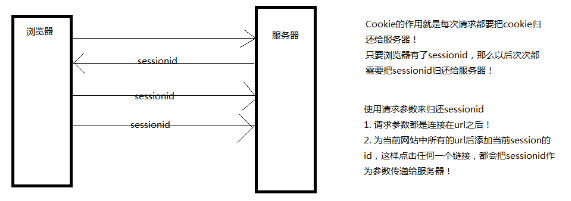 浏览器
服务器
sessionid
sessionid
sessionid
Cookie的作用就是每次请求都要把cookie归
还给服务器！
只要浏览器有了sessionid，那么以后次次都
需要把sessionid归还给服务器！
使用请求参数来归还sessionid
1. 请求参数都是连接在url之后！
2. 为当前网站中所有的url后添加当前session的
id，这样点击任何一个链接，都会把sessionid作
为参数传递给服务器！